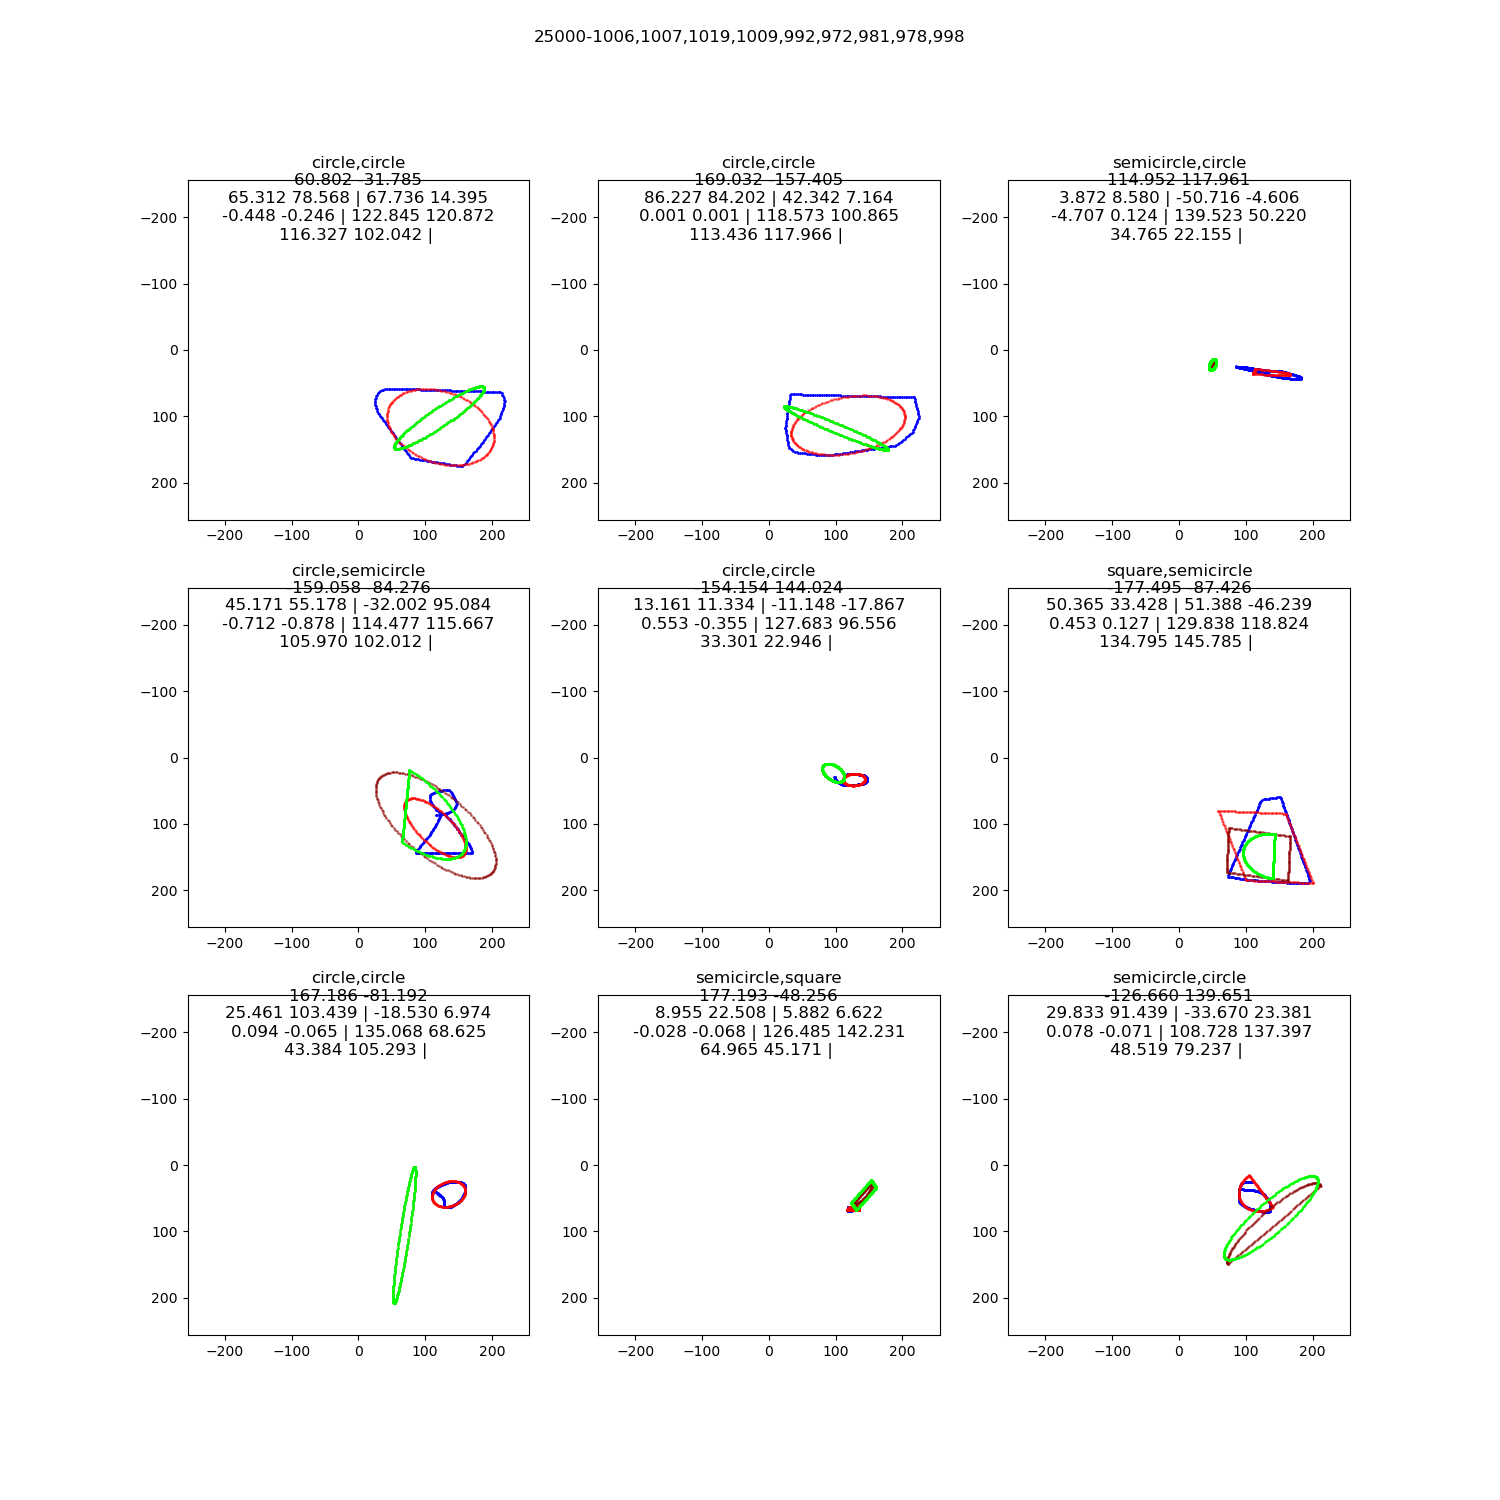 25000-1006,1007,1019,1009,992,972,981,978,998
circle,circle
60.802 -31.785
65.312 78.568 | 67.736 14.395
-0.448 -0.246 | 122.845 120.872
116.327 102.042 |
−200
−100
0
100
200
−200 −100 0 100 200
circle,circle
169.032 -157.405
86.227 84.202 | 42.342 7.164
0.001 0.001 | 118.573 100.865
113.436 117.966 |
−200
−100
0
100
200
−200 −100 0 100 200
semicircle,circle
114.952 117.961
3.872 8.580 | -50.716 -4.606
-4.707 0.124 | 139.523 50.220
34.765 22.155 |
−200
−100
0
100
200
−200 −100 0 100 200
circle,semicircle
-159.058 -84.276
45.171 55.178 | -32.002 95.084
-0.712 -0.878 | 114.477 115.667
105.970 102.012 |
−200
−100
0
100
200
−200 −100 0 100 200
circle,circle
-154.154 144.024
13.161 11.334 | -11.148 -17.867
0.553 -0.355 | 127.683 96.556
33.301 22.946 |
−200
−100
0
100
200
−200 −100 0 100 200
square,semicircle
-177.495 -87.426
50.365 33.428 | 51.388 -46.239
0.453 0.127 | 129.838 118.824
134.795 145.785 |
−200
−100
0
100
200
−200 −100 0 100 200
circle,circle
167.186 -81.192
25.461 103.439 | -18.530 6.974
0.094 -0.065 | 135.068 68.625
43.384 105.293 |
−200
−100
0
100
200
−200 −100 0 100 200
semicircle,square
177.193 -48.256
8.955 22.508 | 5.882 6.622
-0.028 -0.068 | 126.485 142.231
64.965 45.171 |
−200
−100
0
100
200
−200 −100 0 100 200
semicircle,circle
-126.660 139.651
29.833 91.439 | -33.670 23.381
0.078 -0.071 | 108.728 137.397
48.519 79.237 |
−200
−100
0
100
200
−200 −100 0 100 200